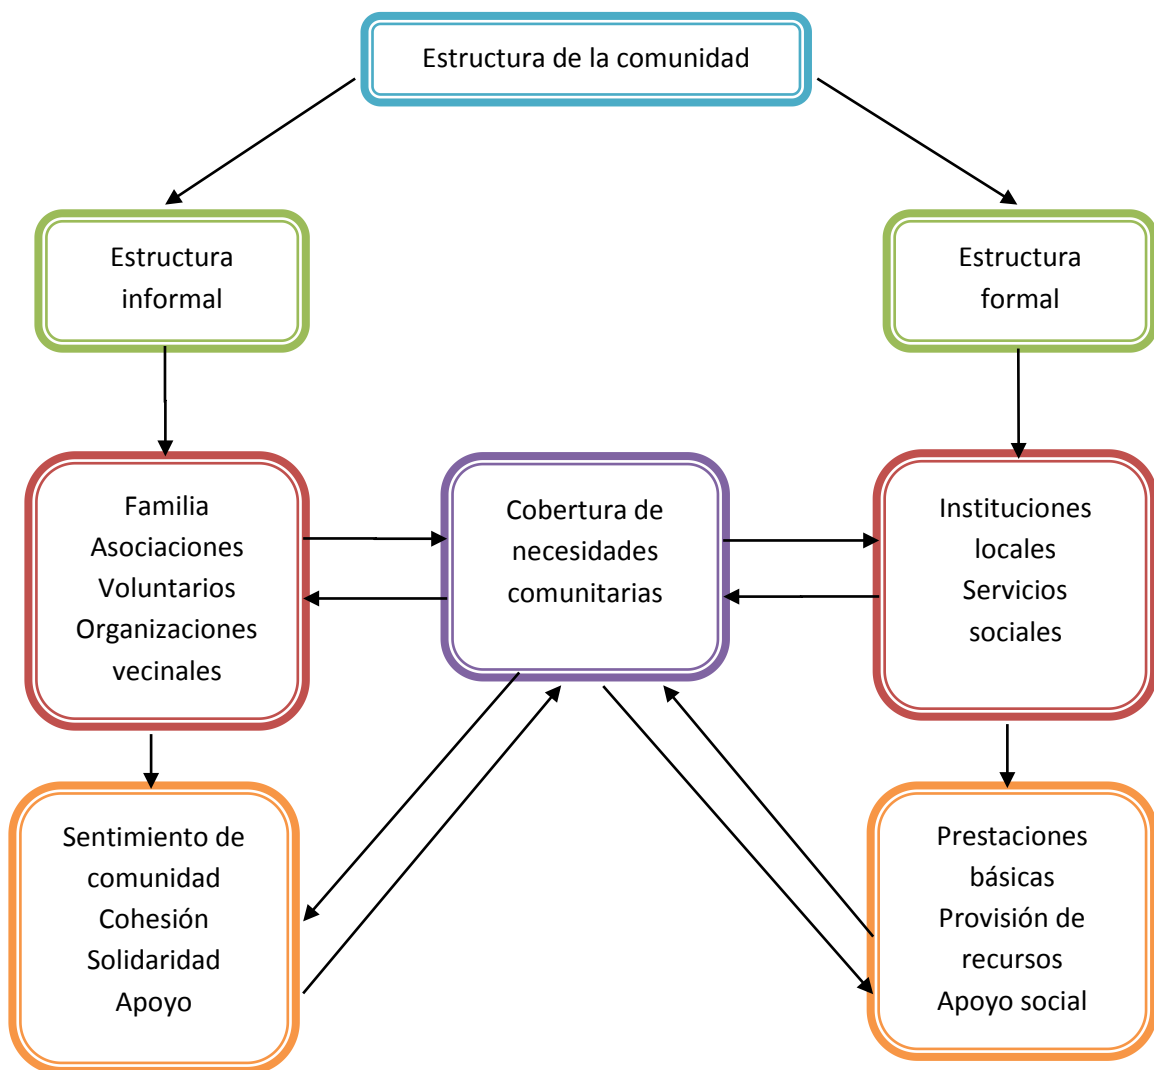 Estructura de la comunidad
Estructura
informal
Estructura
formal
Familia
Asociaciones
Voluntarios
Organizaciones
vecinales
Cobertura de
necesidades
comunitarias
Instituciones
locales
Servicios
sociales
Sentimiento de
comunidad
Cohesión
Solidaridad
Apoyo
Prestaciones
básicas
Provisión de
recursos
Apoyo social